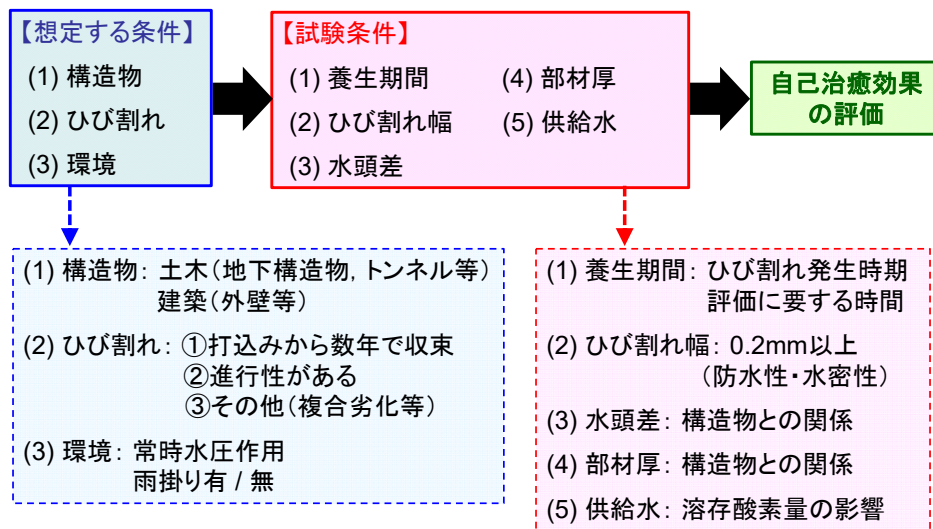 【想定する条件】
(1) 構造物
(2) ひび割れ
(3) 環境
【試験条件】
(1) 養生期間
(2) ひび割れ幅
(3) 水頭差
(4) 部材厚
(5) 供給水
自己治癒効果
の評価
(1) 構造物： 土木（地下構造物, トンネル等）
建築（外壁等）
(2) ひび割れ： ①打込みから数年で収束
②進行性がある
③その他（複合劣化等）
(3) 環境： 常時水圧作用
雨掛り有 / 無
(1) 養生期間： ひび割れ発生時期
評価に要する時間
(2) ひび割れ幅： 0.2mm以上
（防水性・水密性）
(3) 水頭差： 構造物との関係
(4) 部材厚： 構造物との関係
(5) 供給水： 溶存酸素量の影響